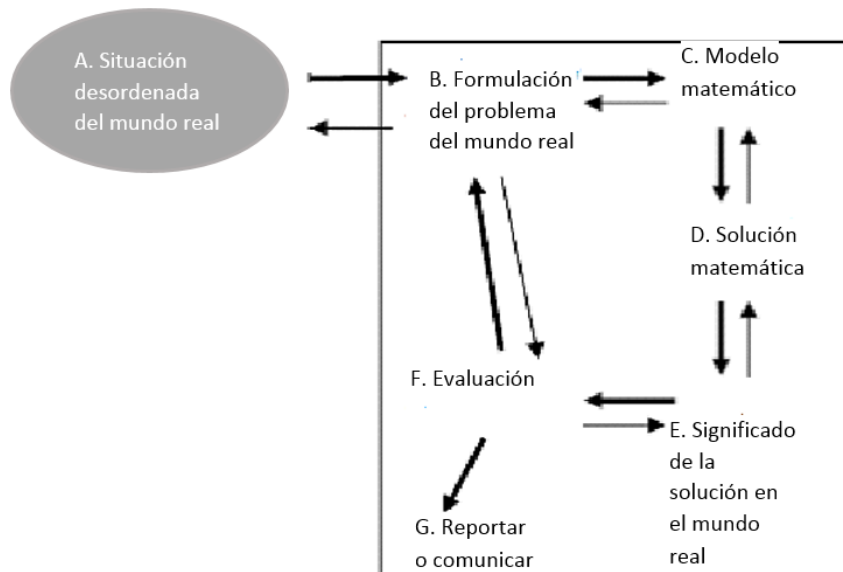 A. Situación
desordenada
del mundo real
B. Formulación
del problema
del mundo real
C. Modelo
matemático
D. Solución
matemática
E. Significado
de la
solución en
el mundo
real
F. Evaluación
G. Reportar
o comunicar